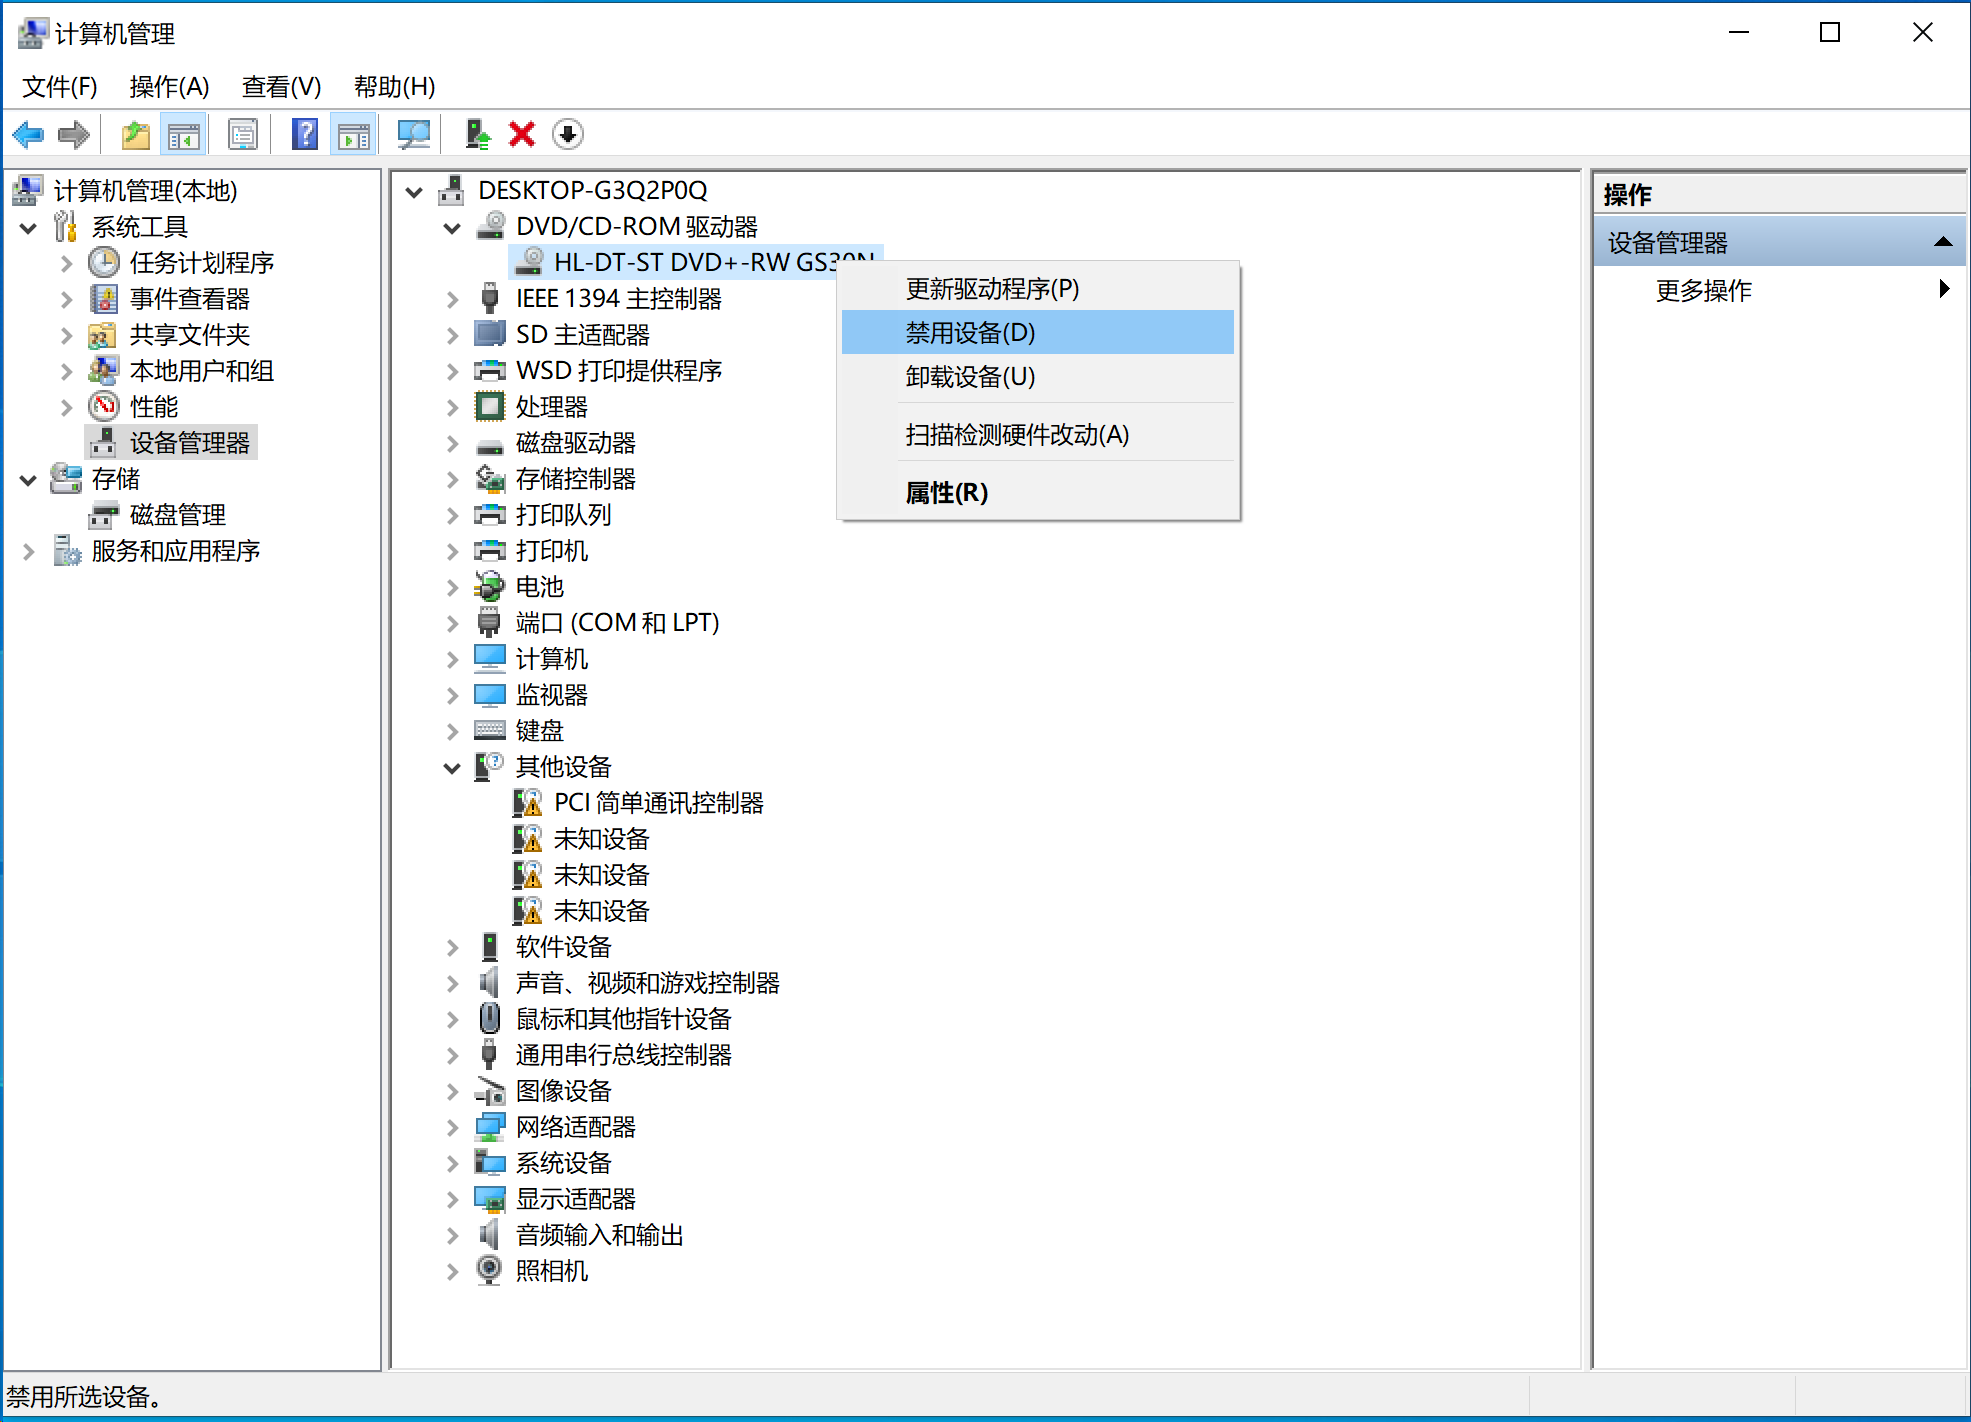 计算机管理
文件(F) 操作(A) 查看(V) 帮助(H)
计算机管理(本地)
系统工具
任务计划程序
事件查看器
共享文件夹
本地用户和组
性能
设备管理器
存储
磁盘管理
服务和应用程序
DESKTOP-G3Q2P0Q
DVD/CD-ROM 驱动器
HL-DT-ST DVD+-RW GS30N
IEEE 1394 主控制器
SD 主适配器
WSD 打印提供程序
处理器
磁盘驱动器
存储控制器
打印队列
打印机
电池
端口 (COM 和 LPT)
计算机
监视器
键盘
其他设备
PCI 简单通讯控制器
未知设备
未知设备
未知设备
软件设备
声音、视频和游戏控制器
鼠标和其他指针设备
通用串行总线控制器
图像设备
网络适配器
系统设备
显示适配器
音频输入和输出
照相机
更新驱动程序(P)
禁用设备(D)
卸载设备(U)
扫描检测硬件改动(A)
属性(R)
操作
设备管理器
更多操作
禁用所选设备。